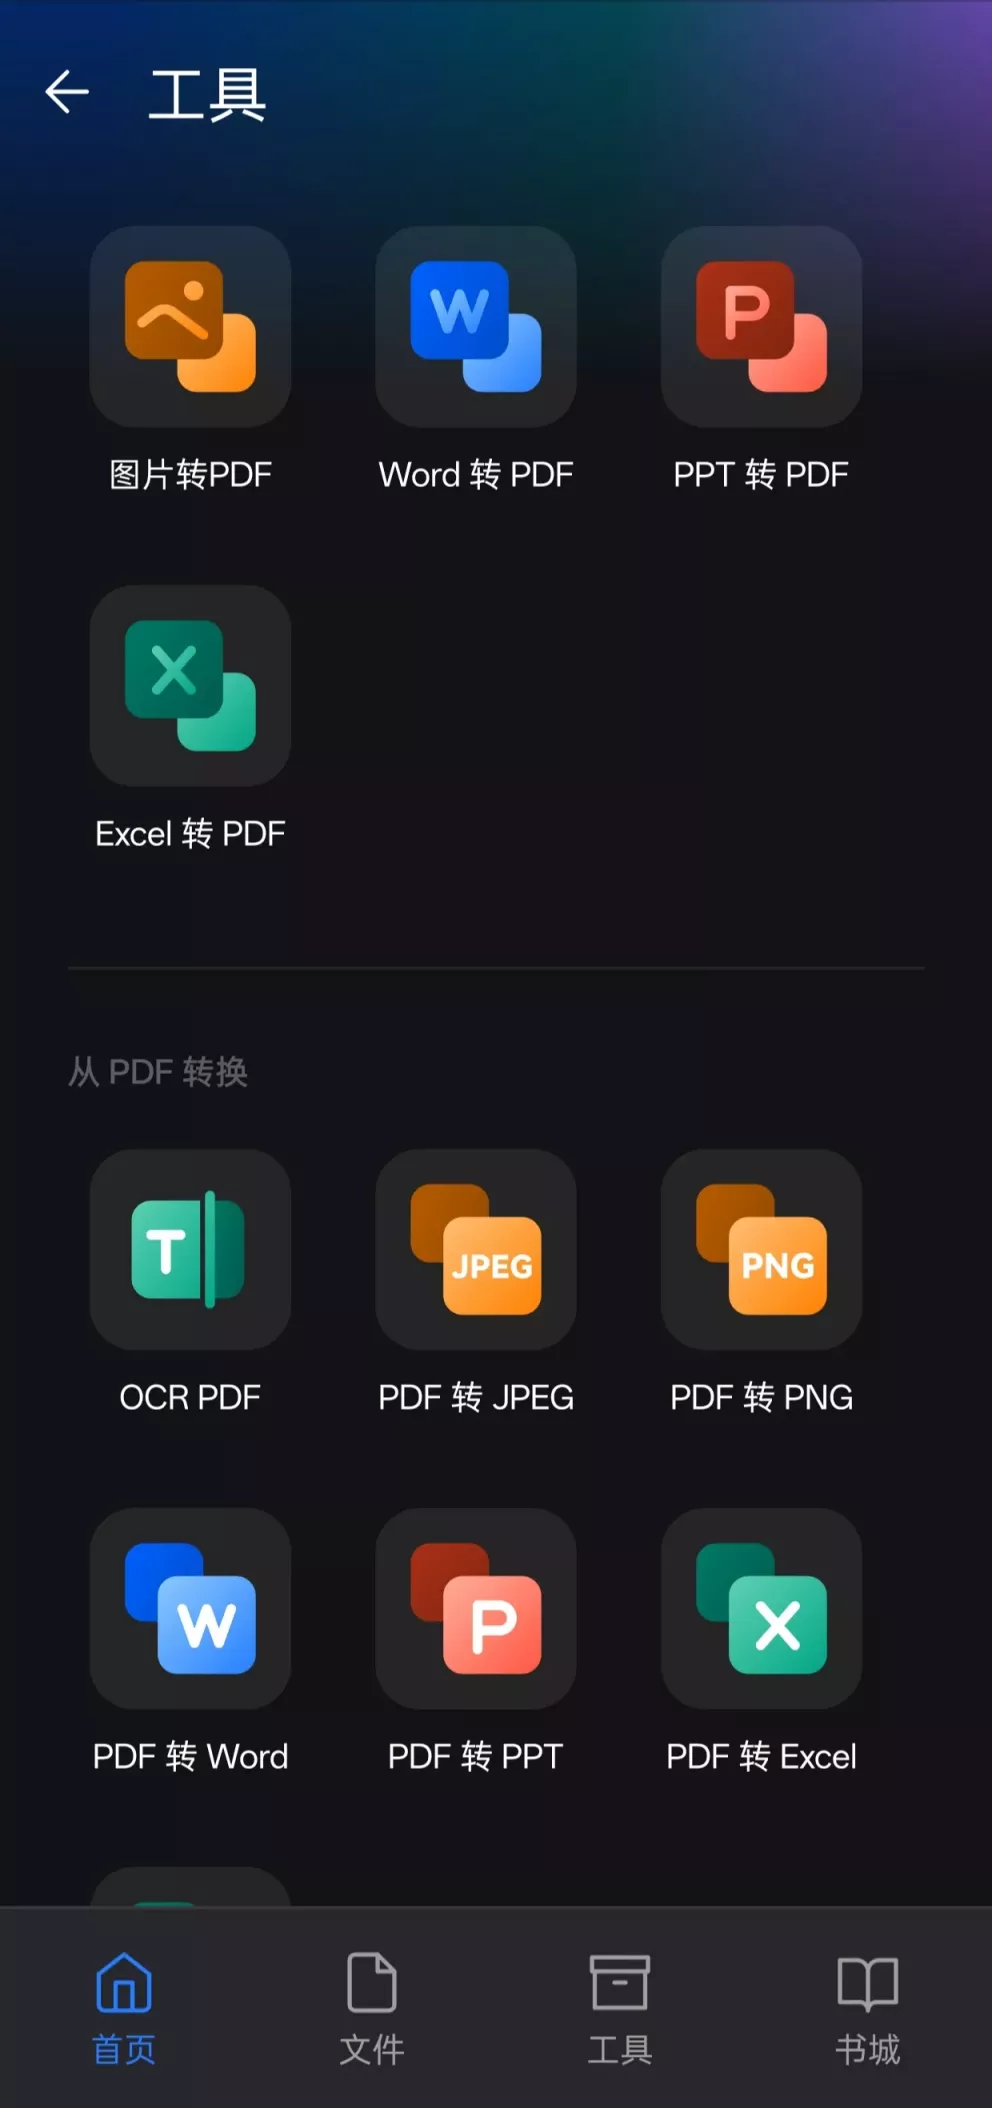 工具
图片转PDF
Word 转 PDF
PPT 转 PDF
Excel 转 PDF
从 PDF 转换
OCR PDF
PDF 转 JPEG
PDF 转 PNG
PDF 转 Word
PDF 转 PPT
PDF 转 Excel
首页
文件
工具
书城